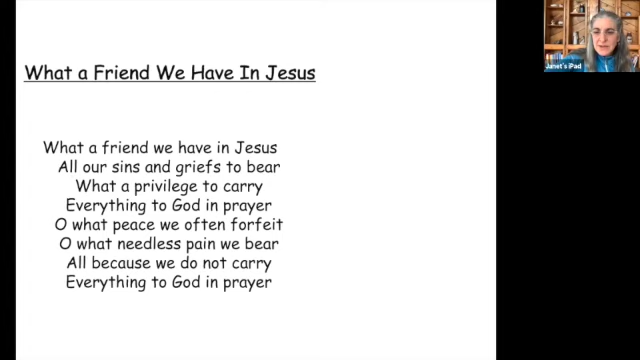 What a Friend We Have In Jesus
What a friend we have in Jesus
All our sins and griefs to bear
What a privilege to carry
Everything to God in prayer
O what peace we often forfeit
O what needless pain we bear
All because we do not carry
Everything to God in prayer
Janet's iPad